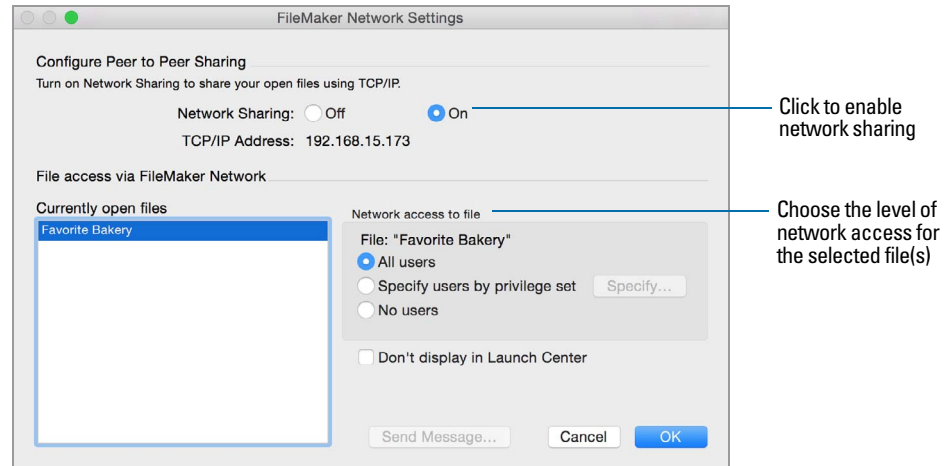 FileMaker Network Settings
Configure Peer to Peer Sharing
Turn on Network Sharing to share your open files using TCP/IP.
Network Sharing: Off On
Click to enable
network sharing
TCP/IP Address: 192.168.15.173
File access via FileMaker Network
Currently open files
Favorite Bakery
Network access to file
Choose the level of
network access for
the selected file(s)
File: "Favorite Bakery"
All users
Specify users by privilege set Specify...
No users
Don't display in Launch Center
Send Message... Cancel OK